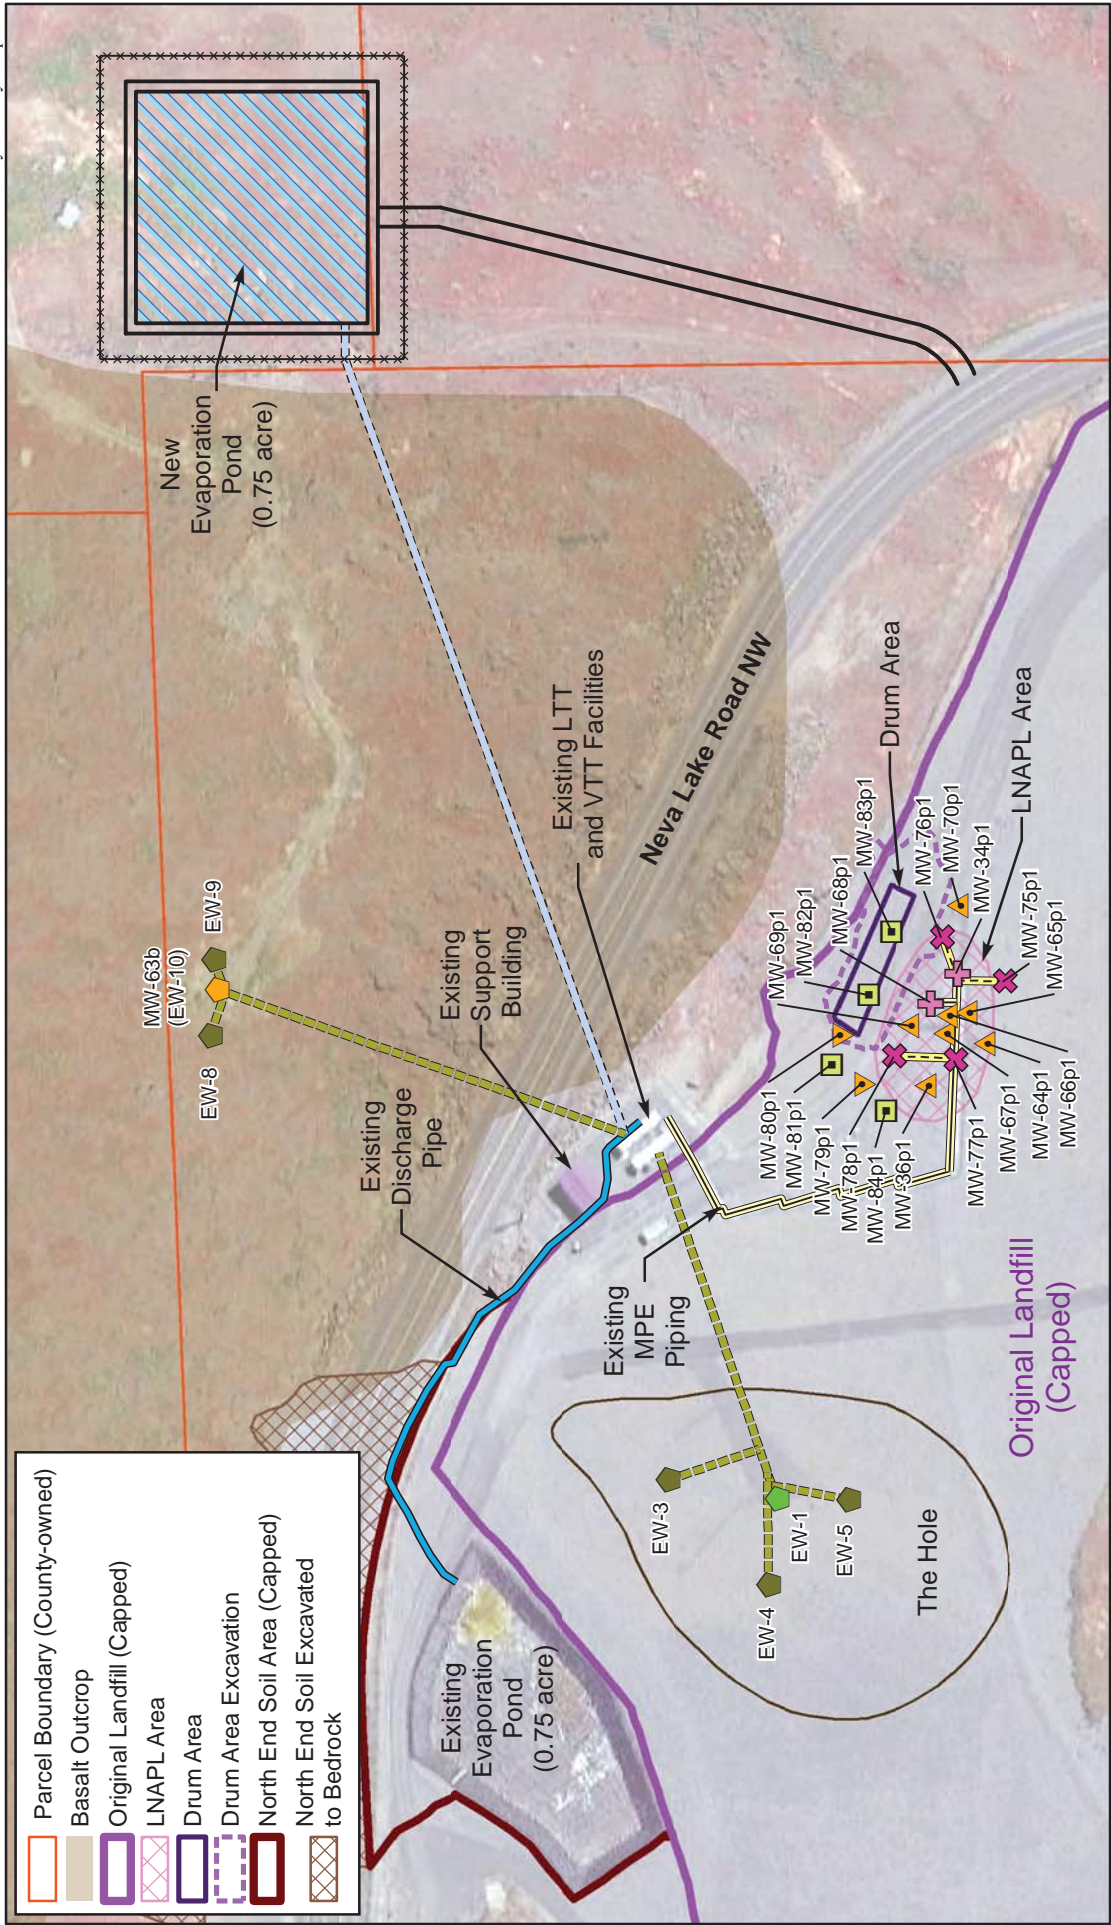 Parcel Boundary (County-owned)
Basalt Outcrop
Original Landfill (Capped)
LNAPL Area
Drum Area
Drum Area Excavation
North End Soil Area (Capped)
North End Soil Excavated
to Bedrock
New
Evaporation
Pond
(0.75 acre)
MW-63b
(EW-10)
EW-8
EW-9
Existing
Discharge
Pipe
Existing
Support
Building
Existing LTT
and VTT Facilities
Neva Lake Road NW
Existing
Evaporation
Pond
(0.75 acre)
Existing
MPE
Piping
EW-3
EW-4
EW-1
EW-5
The Hole
Original Landfill
(Capped)
Drum Area
LNAPL Area
MW-69p1
MW-82p1
MW-68p1
MW-83p1
MW-76p1
MW-70p1
MW-34p1
MW-75p1
MW-65p1
MW-80p1
MW-81p1
MW-79p1
MW-78p1
MW-84p1
MW-36p1
MW-77p1
MW-67p1
MW-64p1
MW-66p1